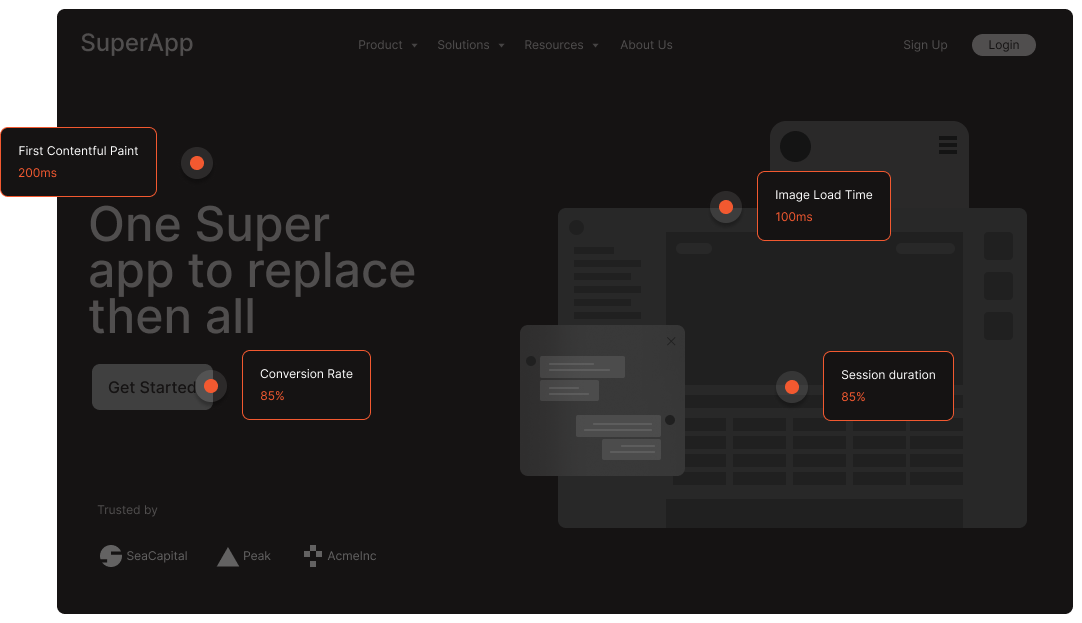 SuperApp
Product
Solutions
Resources
About Us
Sign Up
Login
First Contentful Paint
200ms
Image Load Time
100ms
One Super
app to replace
then all
Get Started
Conversion Rate
85%
Session duration
85%
Trusted by
SeaCapital
Peak
AcmeInc